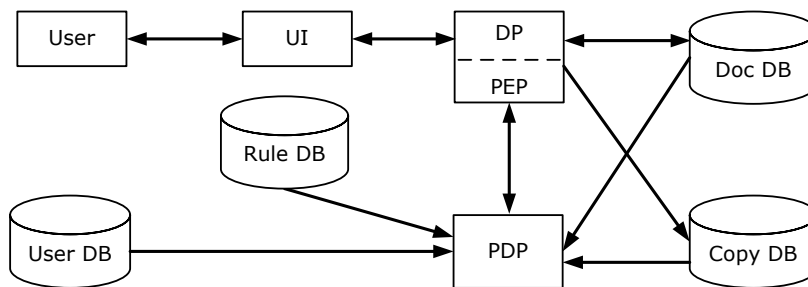 User
UI
DP
PEP
Doc DB
Rule DB
User DB
PDP
Copy DB